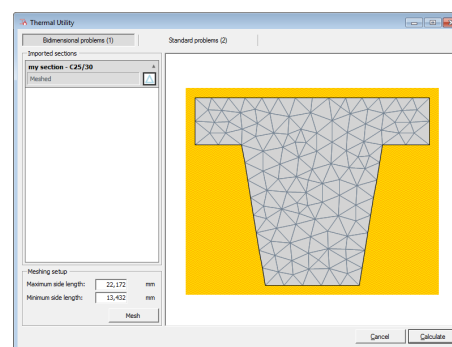 Thermal Utility
Bidimensional problems (1)
Standard problems (2)
Imported sections
my section - C25/30
Meshed
Meshing setup
Maximum side length: 22,172 mm
Minimum side length: 13,432 mm
Mesh
Cancel
Calculate